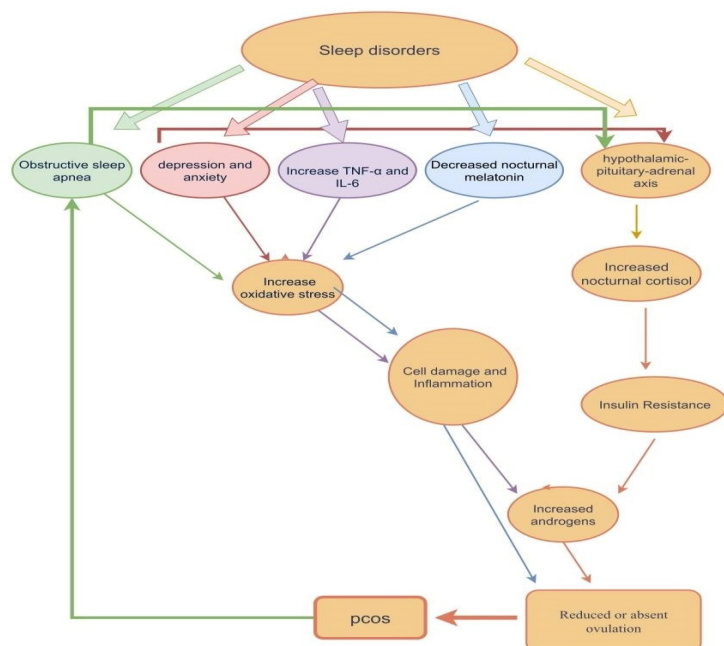 Sleep disorders
Obstructive sleep
apnea
depression and
anxiety
Increase TNF-α and
IL-6
Decreased nocturnal
melatonin
hypothalamic-
pituitary-adrenal
axis
Increase
oxidative stress
Increased
nocturnal cortisol
Cell damage and
Inflammation
Insulin Resistance
Increased
androgens
pcos
Reduced or absent
ovulation